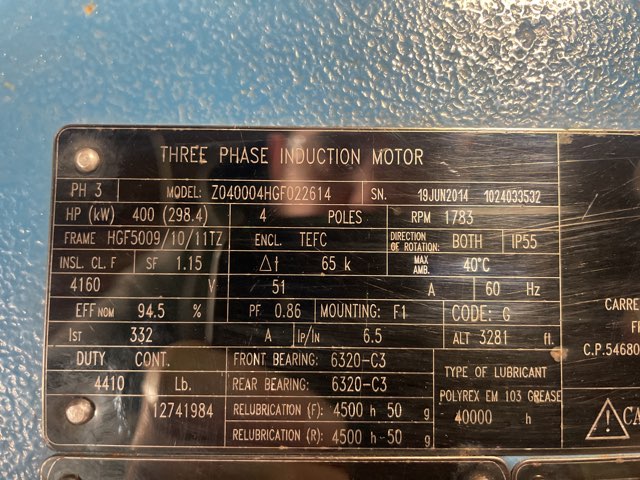 THREE PHASE INDUCTION MOTOR
PH 3 MODEL: Z040004HGF022614 SN. 19JUN2014 1024033532
HP (kW) 400 (298.4) 4 POLES RPM 1783
FRAME HGF5009/10/11TZ ENCL. TEFC DIRECTION OF ROTATION: BOTH IP55
INSL. CL. F SF 1.15 Δt 65 k MAX AMB. 40°C
4160 V 51 A 60 Hz
EFF NOM 94.5 % PF 0.86 MOUNTING: F1 CODE: G
IST 332 A IP/IN 6.5 ALT 3281 ft.
DUTY CONT. FRONT BEARING: 6320-C3 TYPE OF LUBRICANT
4410 Lb. REAR BEARING: 6320-C3 POLYREX EM 103 GREASE
12741984 RELUBRICATION (F): 4500 h 50 g 40000 h
RELUBRICATION (R): 4500 h 50 g
CARRE
C.P.54680
CA